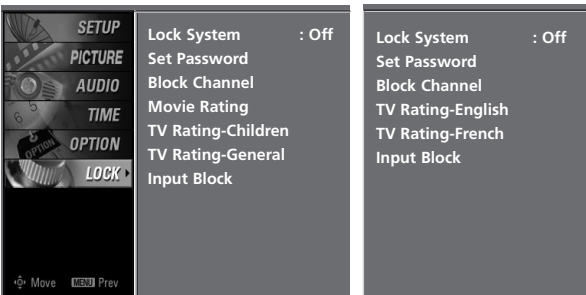 SETUP
PICTURE
AUDIO
TIME
OPTION
LOCK
Move MENU Prev
Lock System : Off
Set Password
Block Channel
Movie Rating
TV Rating-Children
TV Rating-General
Input Block
Lock System : Off
Set Password
Block Channel
TV Rating-English
TV Rating-French
Input Block